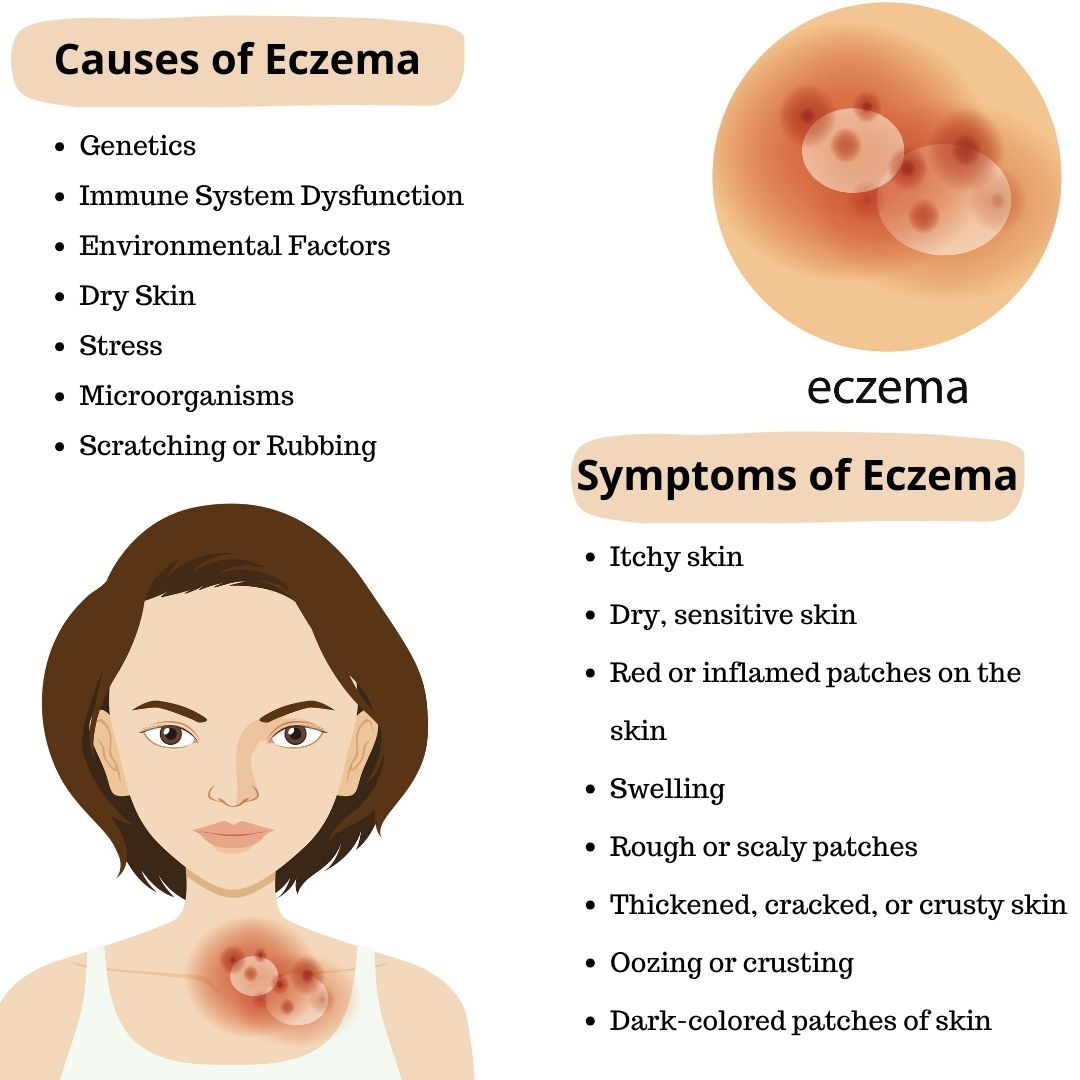 Causes of Eczema
• Genetics
• Immune System Dysfunction
• Environmental Factors
• Dry Skin
• Stress
• Microorganisms
• Scratching or Rubbing
eczema
Symptoms of Eczema
• Itchy skin
• Dry, sensitive skin
• Red or inflamed patches on the
skin
• Swelling
• Rough or scaly patches
• Thickened, cracked, or crusty skin
• Oozing or crusting
• Dark-colored patches of skin